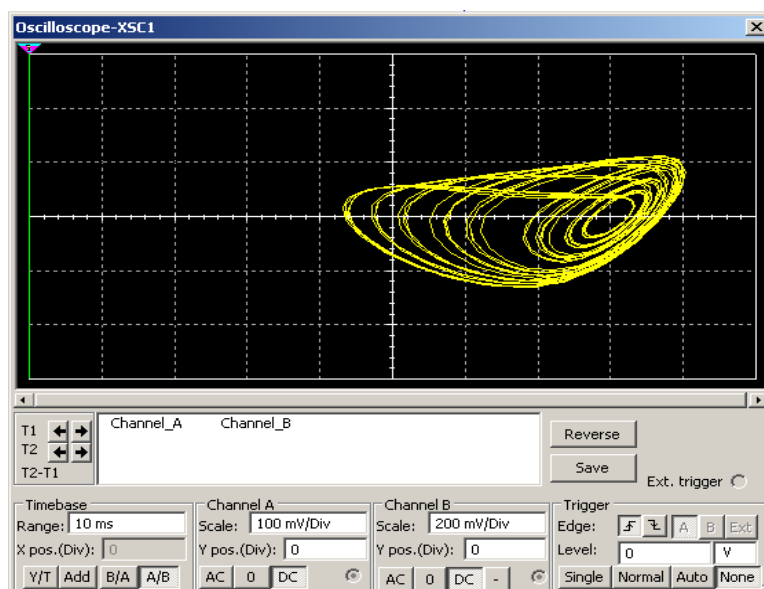 Oscilloscope-XSC1
T1
T2
T2-T1
Channel_A Channel_B
Reverse
Save
Ext. trigger
Timebase
Range: 10 ms
X pos.(Div): 0
Y/T Add B/A A/B
Channel A
Scale: 100 mV/Div
Y pos.(Div): 0
AC 0 DC
Channel B
Scale: 200 mV/Div
Y pos.(Div): 0
AC 0 DC -
Trigger
Edge: A B Ext
Level: 0 V
Single Normal Auto None